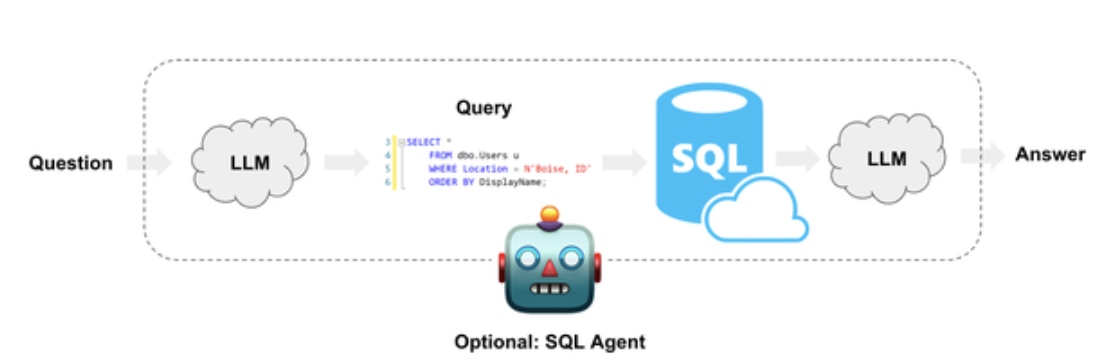 Question
LLM
Query
3 SELECT *
4 FROM dbo.Users u
5 WHERE Location = N'Boise, ID'
6 ORDER BY DisplayName;
SQL
LLM
Answer
Optional: SQL Agent